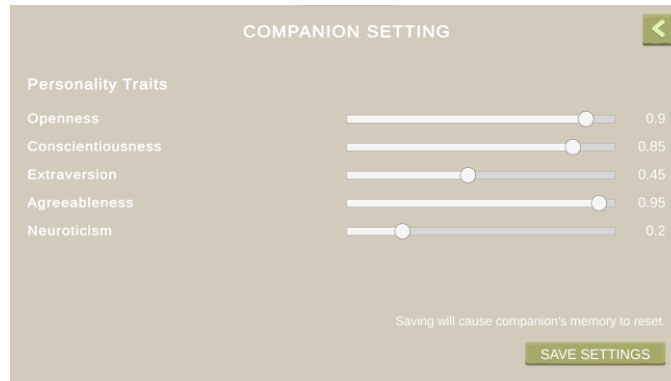 COMPANION SETTING
Personality Traits
Openness 0.9
Conscientiousness 0.85
Extraversion 0.45
Agreeableness 0.95
Neuroticism 0.2
Saving will cause companion's memory to reset.
SAVE SETTINGS